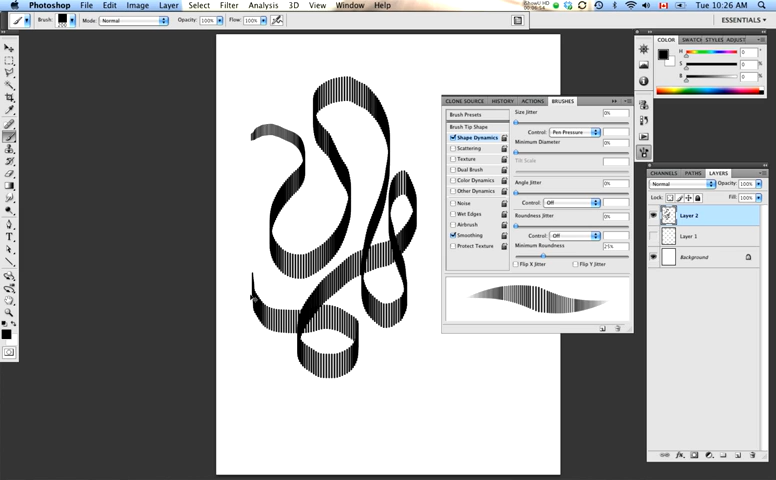 Photoshop File Edit Image Layer Select Filter Analysis 3D View Window Help Tue 10:26 AM
Brush: Mode: Normal Opacity: 100% Flow: 100% ESSENTIALS
CLONE SOURCE HISTORY ACTIONS BRUSHES
Brush Presets
Brush Tip Shape
Shape Dynamics
Scattering
Texture
Dual Brush
Color Dynamics
Other Dynamics
Noise
Wet Edges
Airbrush
Smoothing
Protect Texture
Size Jitter 0%
Control: Pen Pressure
Minimum Diameter 0%
Tilt Scale
Angle Jitter 0%
Control: Off
Roundness Jitter 0%
Control: Off
Minimum Roundness 25%
Flip X Jitter Flip Y Jitter
COLOR SWATCH STYLES ADJUST
H 0 °
S 0 %
0 %
CHANNELS PATHS LAYERS
Normal Opacity: 100%
Lock: Fill: 100%
Layer 2
Layer 1
Background